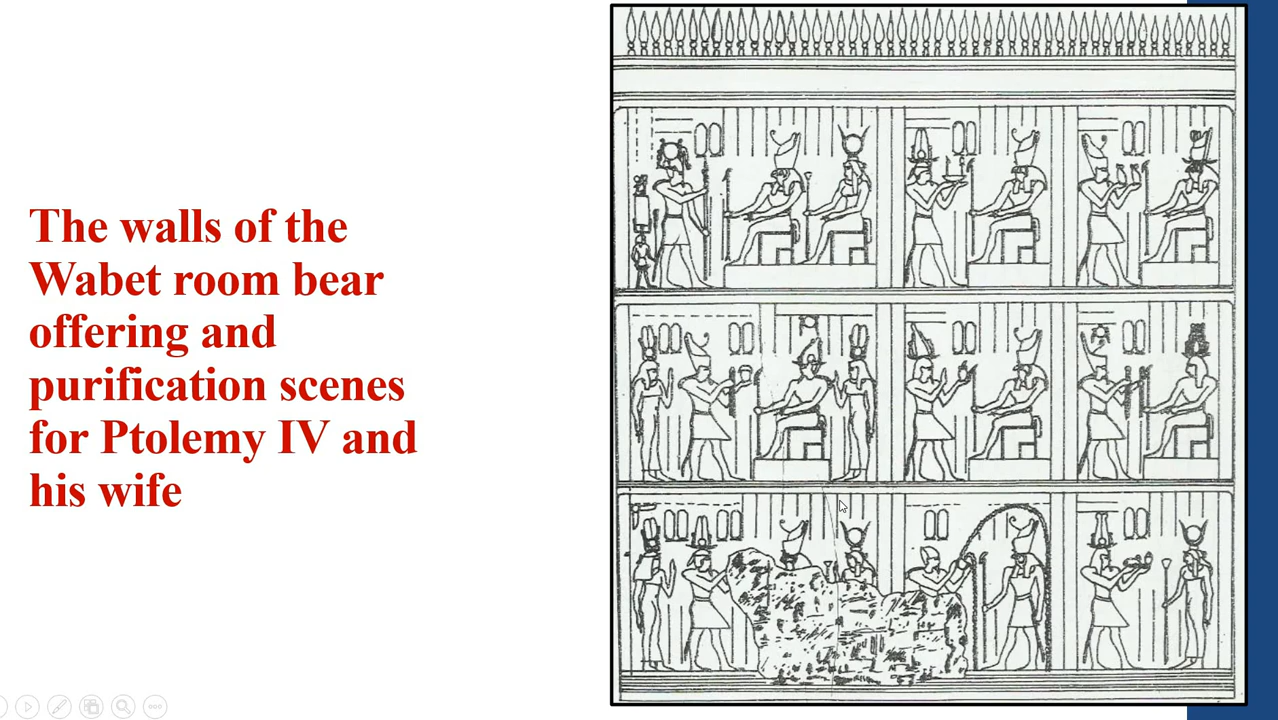 The walls of the
Wabet room bear
offering and
purification scenes
for Ptolemy IV and
his wife